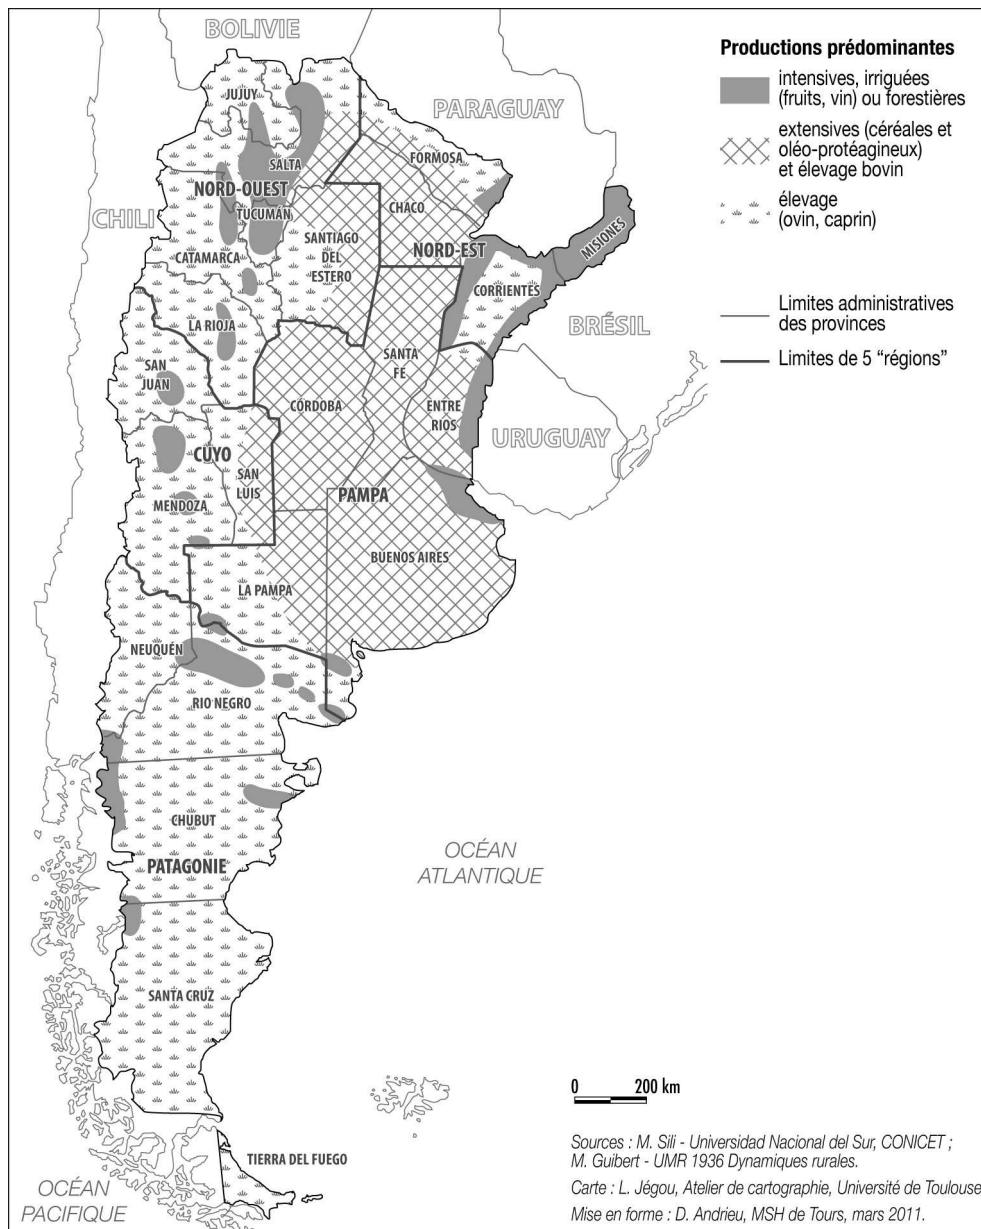 BOLIVIE
Productions prédominantes
intensives, irriguées
(fruits, vin) ou forestières
extensives (céréales et
oléo-protéagineux)
et élevage bovin
élevage
(ovin, caprin)
Limites administratives
des provinces
Limites de 5 “régions”
JUJUY
PARAGUAY
SALTA
FORMOSA
NORD-OUEST
CHILI
TUCUMÁN
CHACO
SANTIAGO
DEL
ESTERO
NORD-EST
MISIONES
CATAMARCA
CORRIENTES
LA RIOJA
BRÉSIL
SAN
JUAN
SANTA
FÉ
CÓRDOBA
ENTRE
RIOS
URUGUAY
CUYO
SAN
LUIS
MENDOZA
PAMPA
BUENOS AIRES
LA PAMPA
NEUQUÉN
RIO NEGRO
CHUBUT
PATAGONIE
OCÉAN
ATLANTIQUE
SANTA CRUZ
0 200 km
TIERRA DEL FUEGO
OCÉAN
PACIFIQUE
Sources : M. Sili - Universidad Nacional del Sur, CONICET ;
M. Guibert - UMR 1936 Dynamiques rurales.
Carte : L. Jégou, Atelier de cartographie, Université de Toulouse
Mise en forme : D. Andrieu, MSH de Tours, mars 2011.